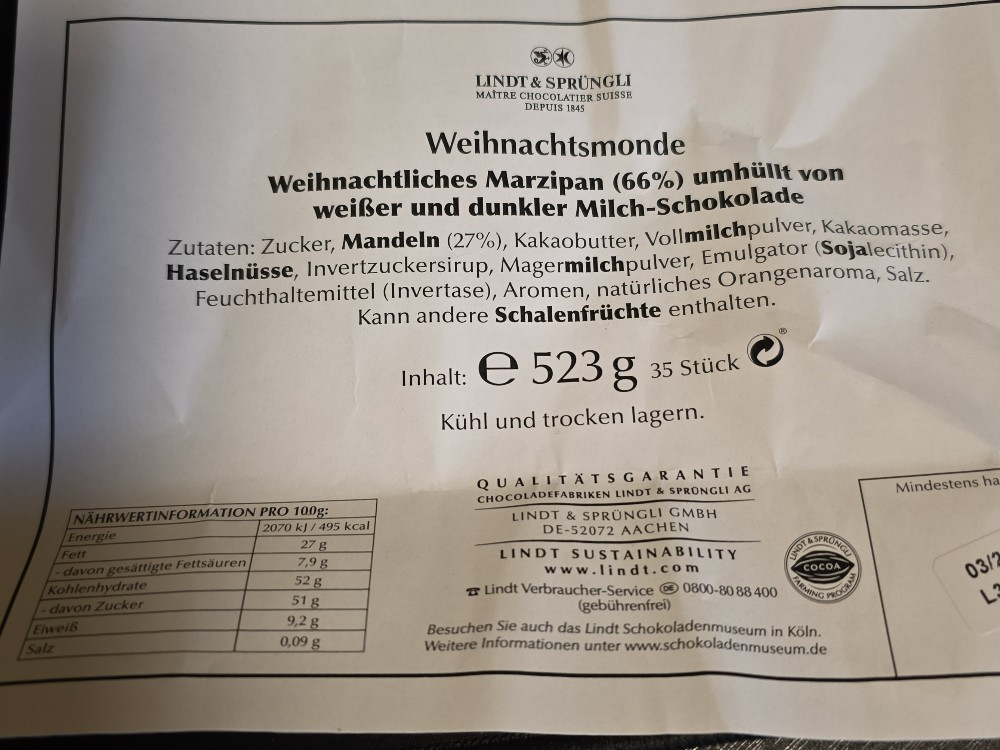 LINDT & SPRÜNGLI
MAÎTRE CHOCOLATIER SUISSE
DEPUIS 1845
Weihnachtsmonde
Weihnachtliches Marzipan (66%) umhüllt von
weißer und dunkler Milch-Schokolade
Zutaten: Zucker, Mandeln (27%), Kakaobutter, Vollmilchpulver, Kakaomasse,
Haselnüsse, Invertzuckersirup, Magermilchpulver, Emulgator (Sojalecithin),
Feuchthaltemittel (Invertase), Aromen, natürliches Orangenaroma, Salz.
Kann andere Schalenfrüchte enthalten.
Inhalt: e 523 g 35 Stück ®
Kühl und trocken lagern.
QUALITÄTSGARANTIE
CHOCOLADEFABRIKEN LINDT & SPRÜNGLI AG
LINDT & SPRÜNGLI GMBH
DE-52072 AACHEN
LINDT SUSTAINABILITY
www.lindt.com
Lindt Verbraucher-Service DE 0800-80 88 400
(gebührenfrei)
Besuchen Sie auch das Lindt Schokoladenmuseum in Köln.
Weitere Informationen unter www.schokoladenmuseum.de
NÄHRWERTINFORMATION PRO 100g:
Energie 2070 kJ / 495 kcal
Fett 27 g
- davon gesättigte Fettsäuren 7,9 g
Kohlenhydrate 52 g
- davon Zucker 51 g
Eiweiß 9,2 g
Salz 0,09 g
LINDT & SPRÜNGLI
COCOA
FARMING PROGRAM
Mindestens ha
03/2
L3